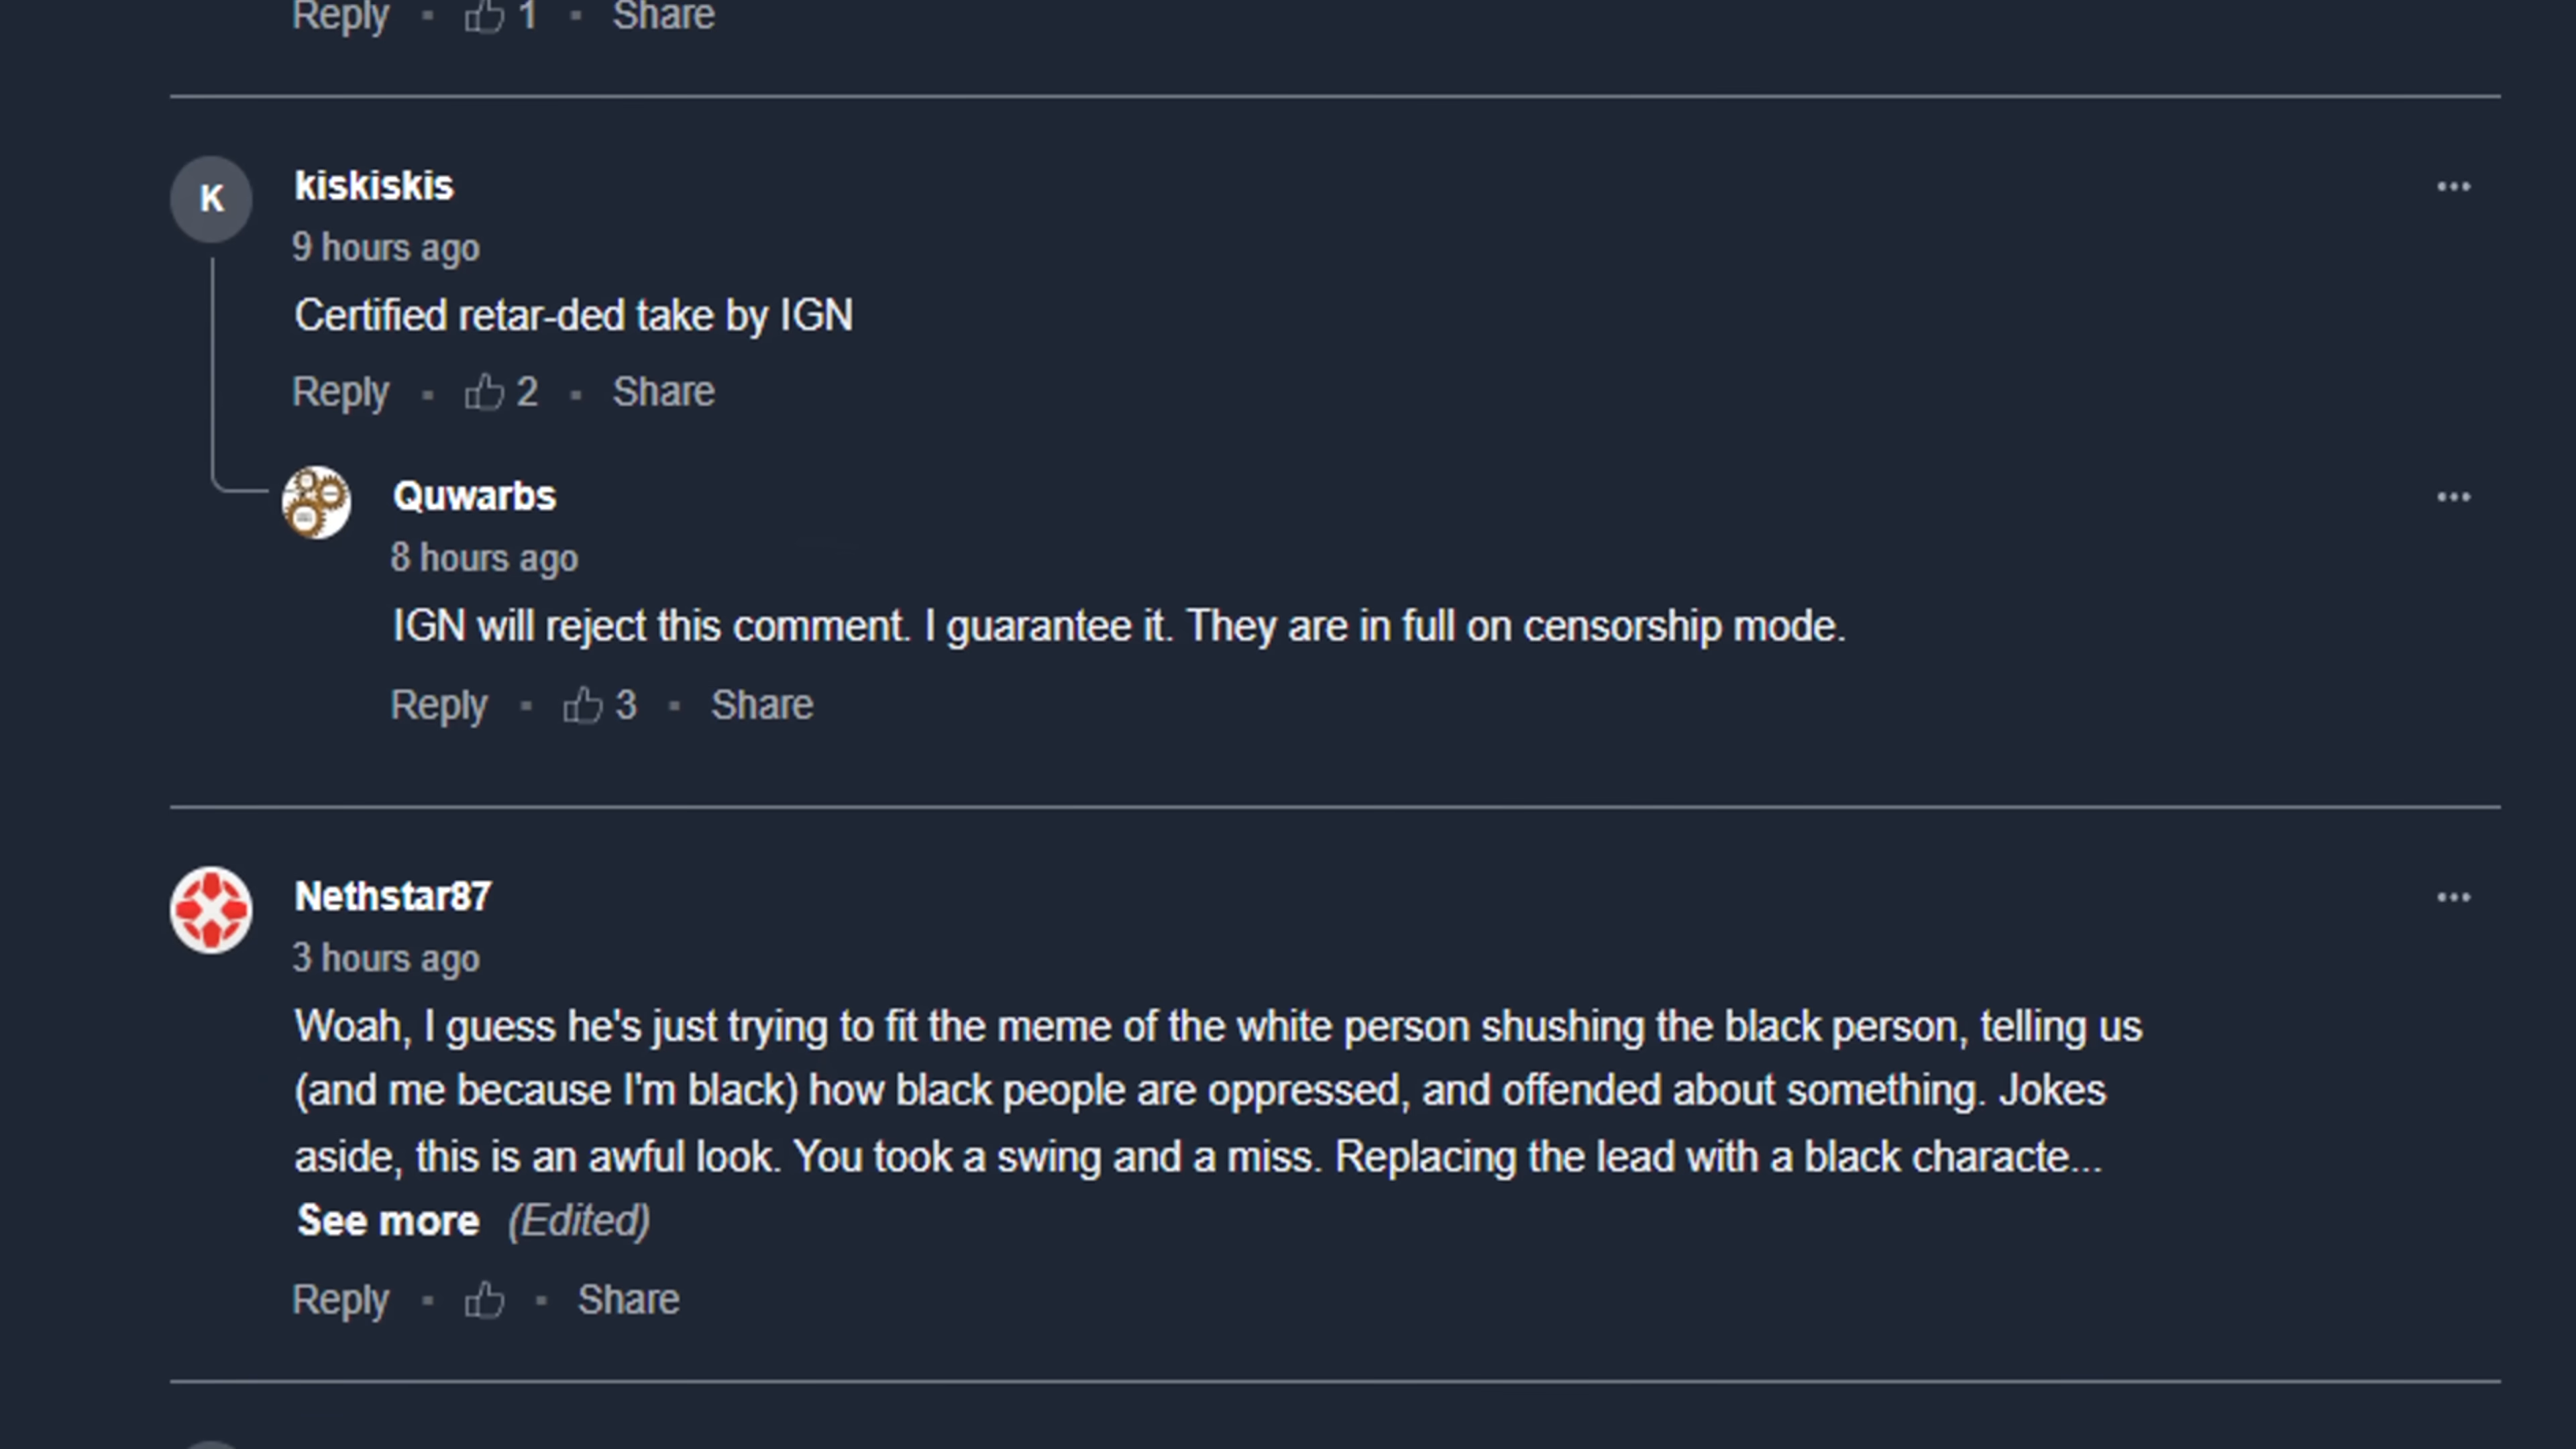 Reply 1 Share
K kiskiskis
9 hours ago
Certified retar-ded take by IGN
Reply 2 Share
Quwarbs
8 hours ago
IGN will reject this comment. I guarantee it. They are in full on censorship mode.
Reply 3 Share
Nethstar87
3 hours ago
Woah, I guess he's just trying to fit the meme of the white person shushing the black person, telling us
(and me because I'm black) how black people are oppressed, and offended about something. Jokes
aside, this is an awful look. You took a swing and a miss. Replacing the lead with a black characte...
See more (Edited)
Reply Share